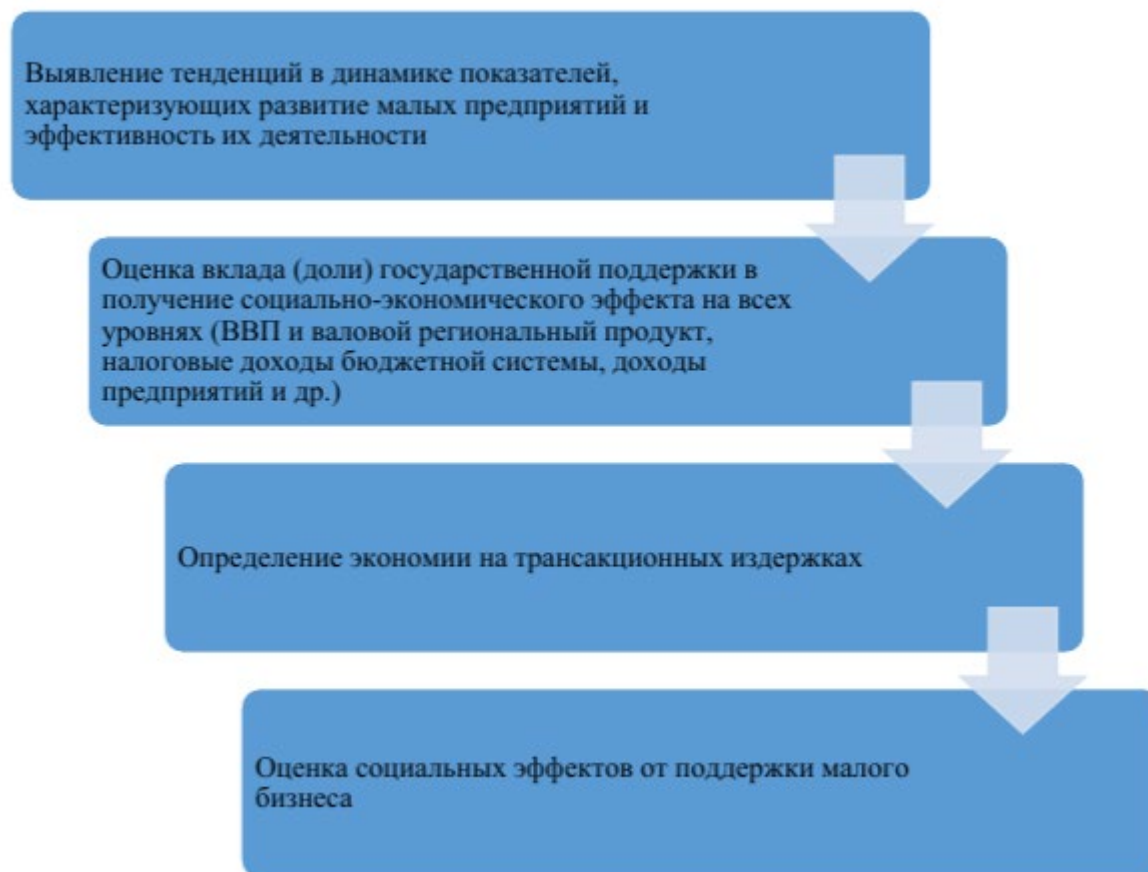 Выявление тенденций в динамике показателей,
характеризующих развитие малых предприятий и
эффективность их деятельности
Оценка вклада (доли) государственной поддержки в
получение социально-экономического эффекта на всех
уровнях (ВВП и валовой региональный продукт,
налоговые доходы бюджетной системы, доходы
предприятий и др.)
Определение экономии на трансакционных издержках
Оценка социальных эффектов от поддержки малого
бизнеса